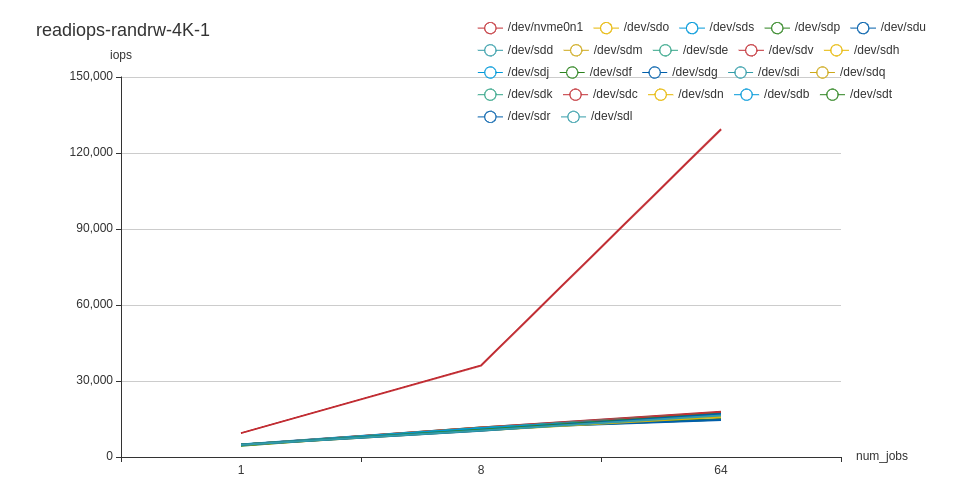 readiops-randrw-4K-1
/dev/nvme0n1 /dev/sdo /dev/sds /dev/sdp /dev/sdu
/dev/sdd /dev/sdm /dev/sde /dev/sdv /dev/sdh
/dev/sdj /dev/sdf /dev/sdg /dev/sdi /dev/sdq
/dev/sdk /dev/sdc /dev/sdn /dev/sdb /dev/sdt
/dev/sdr /dev/sdl
iops
150,000
120,000
90,000
60,000
30,000
0
1 8 64
num_jobs